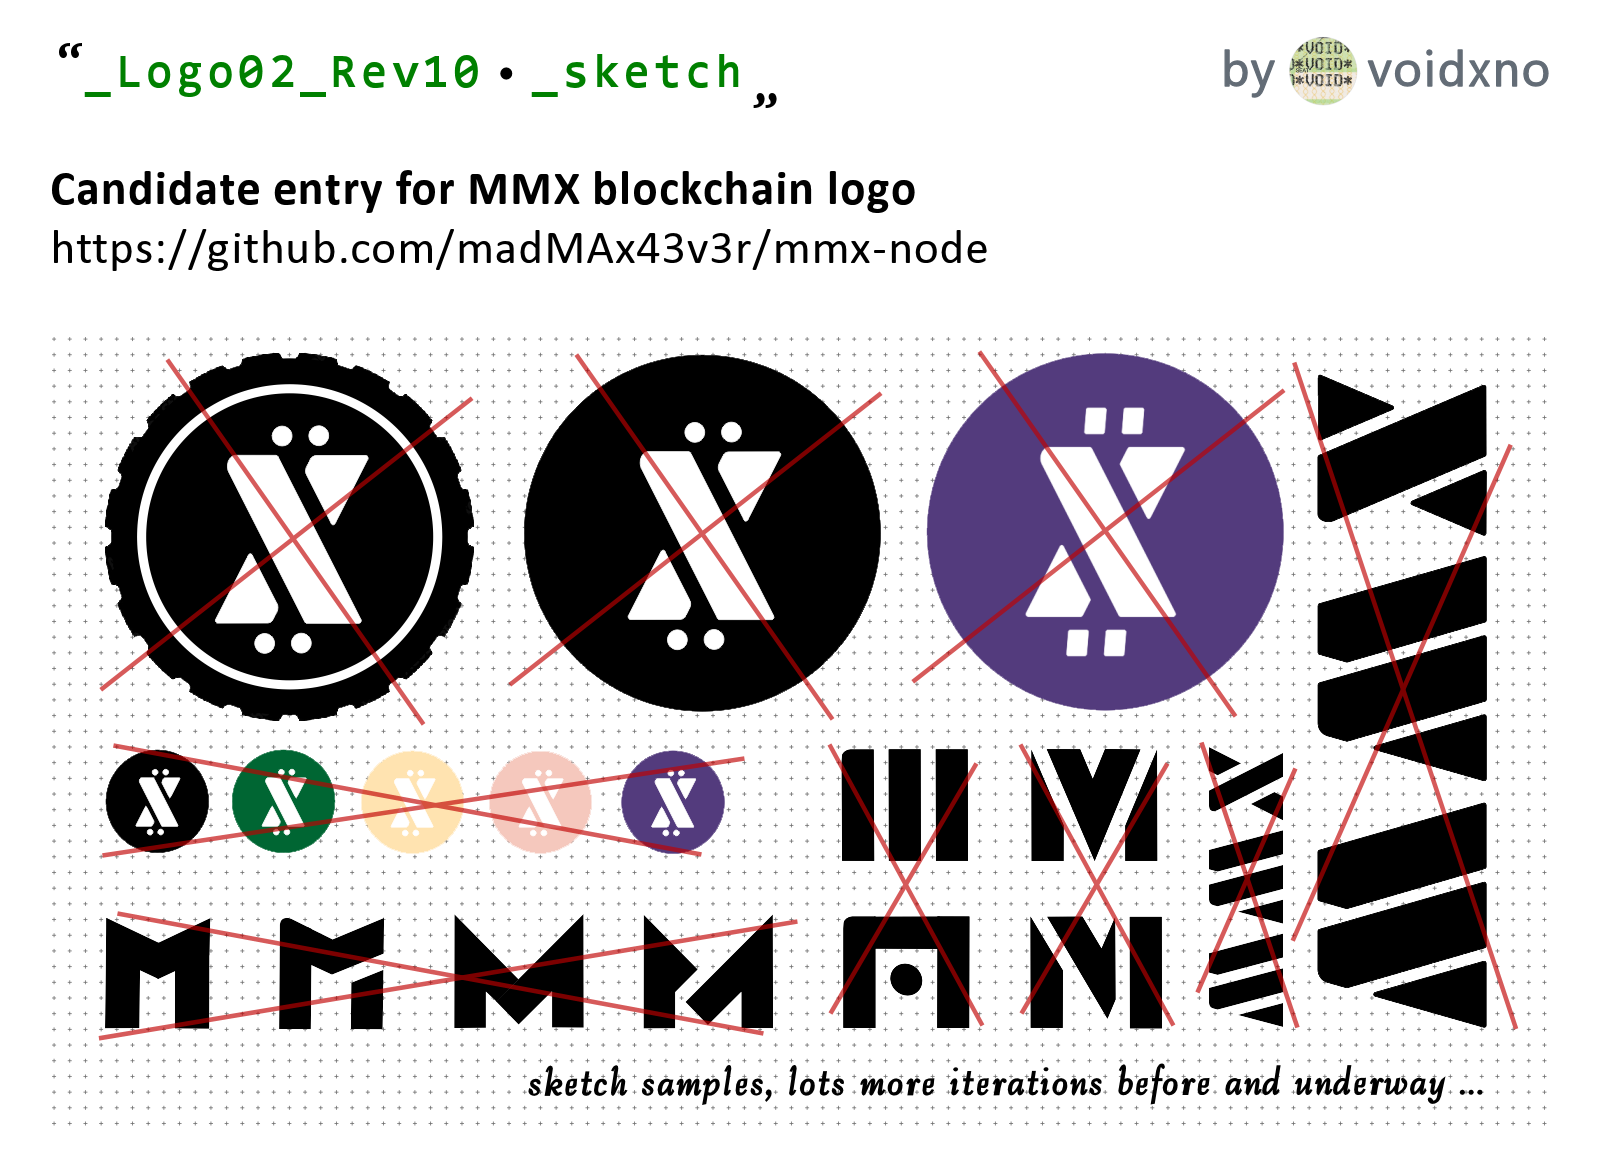 “_Logo02_Rev10 • _sketch„
by voidxno
*VOID*
*VOID*
*VOID*
Candidate entry for MMX blockchain logo
https://github.com/madMAx43v3r/mmx-node
sketch samples, lots more iterations before and underway ...